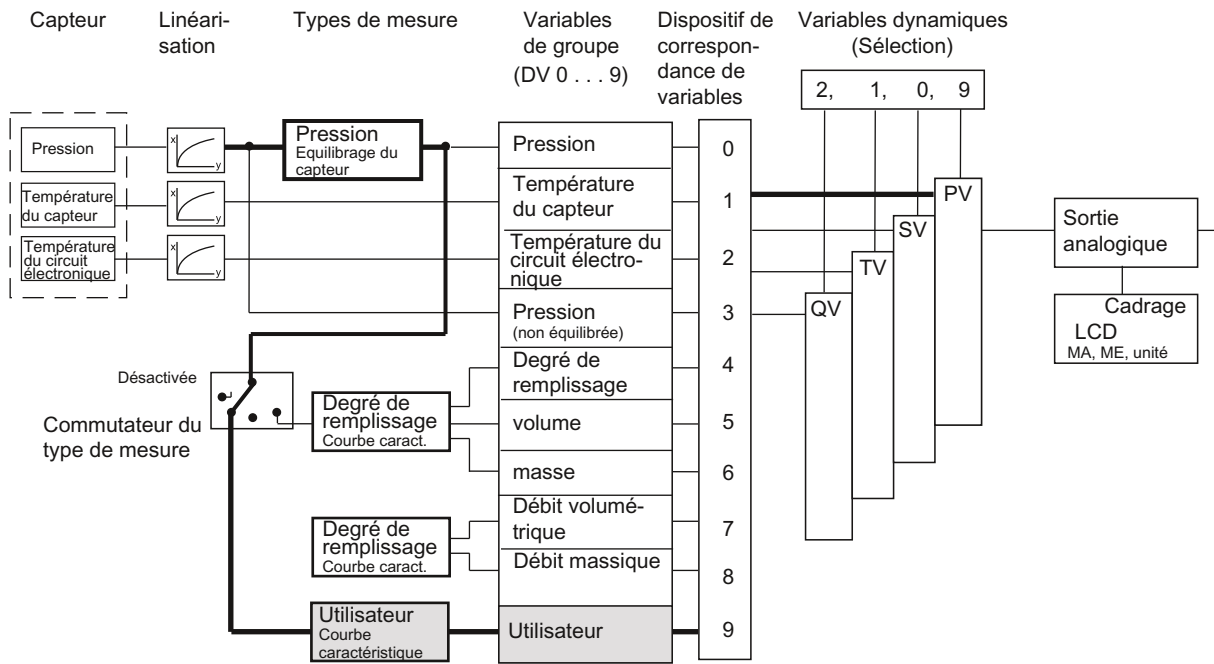 Capteur
Linéari-
sation
Types de mesure
Variables
de groupe
(DV 0 . . . 9)
Dispositif de
correspon-
dance de
variables
Variables dynamiques
(Sélection)
2, 1, 0, 9
Pression
Température
du capteur
Température
du circuit
électronique
x
y
x
y
x
y
Pression
Equilibrage du
capteur
Pression
Température
du capteur
Température du
circuit électro-
nique
Pression
(non équilibrée)
Degré de
remplissage
volume
masse
Débit volumé-
trique
Débit massique
Utilisateur
0
1
2
3
4
5
6
7
8
9
PV
SV
TV
QV
Sortie
analogique
Cadrage
LCD
MA, ME, unité
Désactivée
Commutateur du
type de mesure
Degré de
remplissage
Courbe caract.
Degré de
remplissage
Courbe caract.
Utilisateur
Courbe
caractéristique